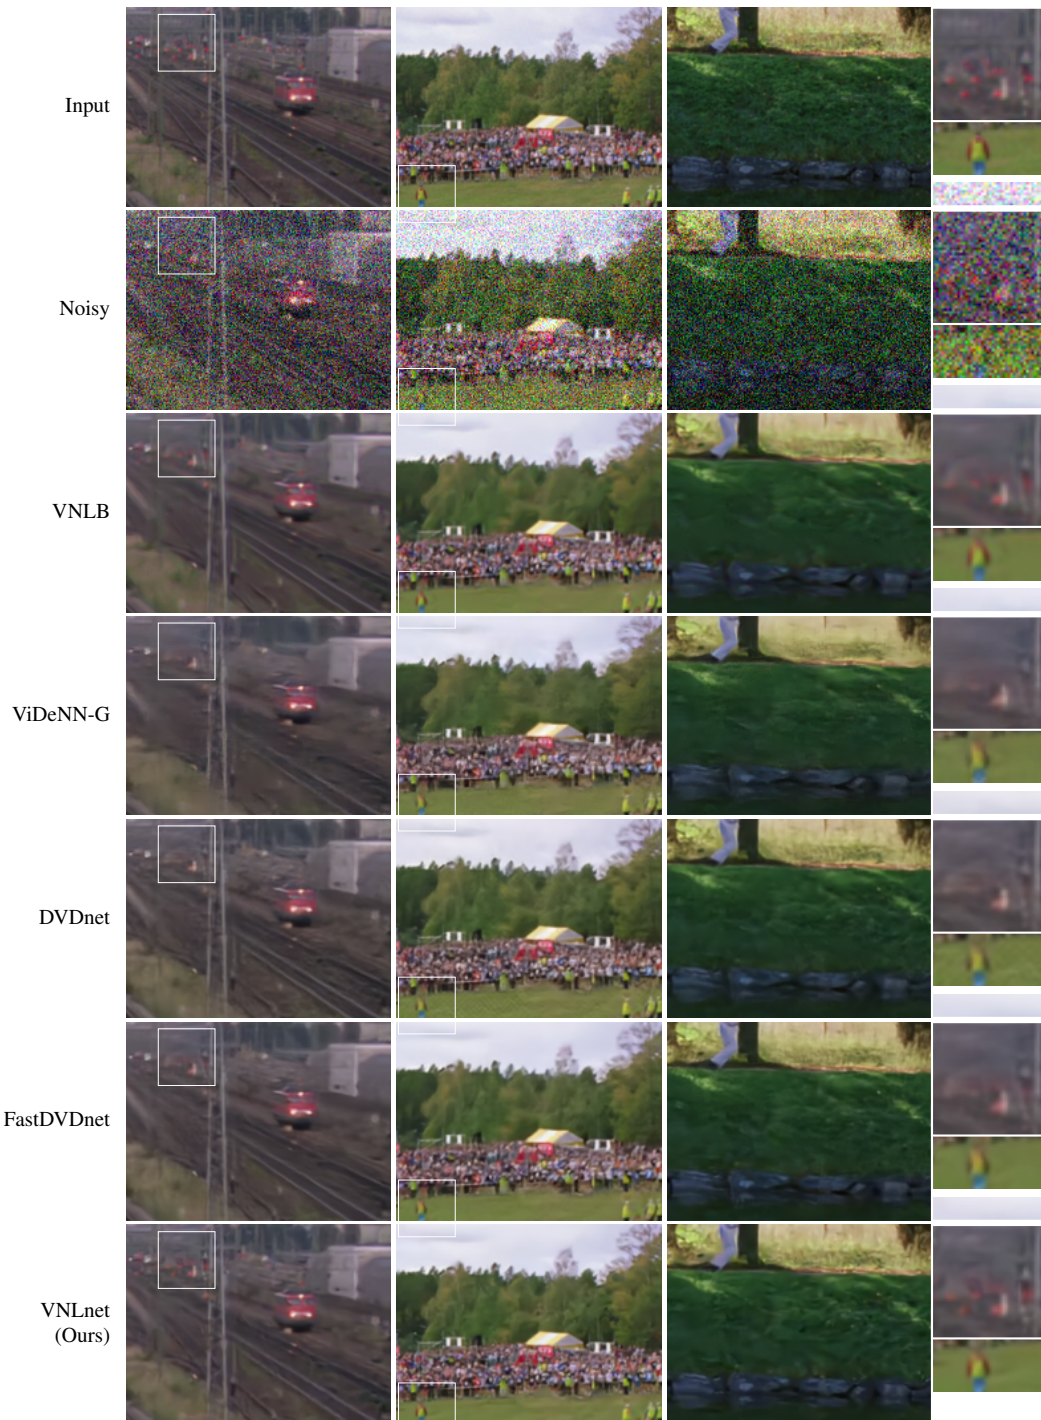 Input
Noisy
VNLB
ViDeNN-G
DVDnet
FastDVDnet
VNLnet
(Ours)